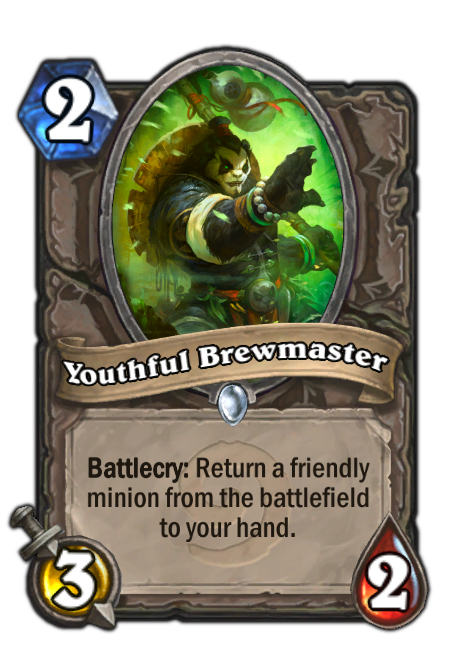 2
Youthful Brewmaster
Battlecry: Return a friendly
minion from the battlefield
to your hand.
3
2